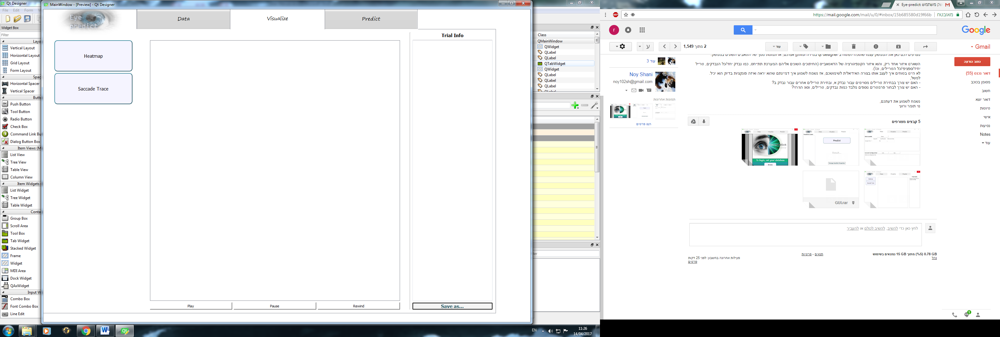 Qt Designer
File Edit Form
Widget Box
Filter
Vertical Layout
Horizontal Layout
Grid Layout
Form Layout
Horizontal Spacer
Vertical Spacer
Push Button
Tool Button
Radio Button
Check Box
Command Link Bu
Dialog Button Box
Item Views (M
List View
Tree View
Table View
Column View
Item Widgets
List Widget
Tree Widget
Table Widget
Conta
Group Box
Scroll Area
Tool Box
Tab Widget
Stacked Widget
Frame
Widget
MDI Area
Dock Widget
QAxWidget
Input W
Combo Box
Font Combo Box
Line Edit
MainWindow - [Preview] - Qt Designer
Eye
predict
Data
Visualize
Predict
Heatmap
Saccade Trace
Trial Info
Play
Pause
Rewind
Save as...
Class
QMainWindow
QWidget
QLabel
QLabel
QTabWidget
QWidget
QLabel
QLabel
QLabel
EN
11:26
14/04/2017
Eye-predict: שק משתמש
https://mail.google.com/mail/u/0/#inbox/15b685580d19f66b מאובטח
ABP
r
Google
Gmail
2 מתוך 1,549
עוד
ע
כתוב הודעה
דואר נכנס (55)
מסומן בכוכב
חשוב
דואר יוצא
טיוטות
אישי
נסיעות
Notes
עוד
השארנו איזור אחד ריק, והוא איזור הקונפיגורציה של הדאטאבייס (החיתוכים השונים אליהם המערכת תתייחס, כמו נבדק יחד/כל הנבדקים, טרייל
יחיד/ספציפי/כל הטריילים, וכו').
לא היינו בטוחים איך לעצב אותו בצורה האידיאלית לשימושכם, אז נשמח לשמוע איך דמיינתם שהוא יראה ואיזה פונקציות בדיוק הוא יכיל.
למשל,
- האם יש צורך בבחירת טריילים מסויימים עבור נבדק א, ובחירת טריילים אחרים עבור נבדק ב?
- האם יש צורך לבחור פרמטרים נוספים מלבד כמות נבדקים, טריילים, וסוג הגירוי?
נשמח לשמוע את דעתכם,
נוי תומר ורועי
5 קבצים מצורפים
To begin, set your database.
Browse
Predict
Result...
GUI.rar
עוד 3
Noy Shani
noy102sh@gmail.com
תמונות אחרונות
הצג פרטים
לחץ כאן כדי להשיב, להשיב לכולם או להעביר
0.78 GB (5%) מתוך 15 GB נמצאים בשימוש
נהל
תנאים - פרטיות
פעילות אחרונה בחשבון: לפני 25 דקות
פרטים
1